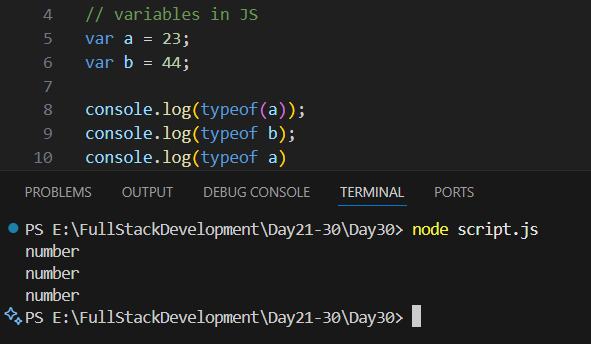 4 // variables in JS
5 var a = 23;
6 var b = 44;
7
8 console.log(typeof(a));
9 console.log(typeof b);
10 console.log(typeof a)
PROBLEMS OUTPUT DEBUG CONSOLE TERMINAL PORTS
PS E:\FullStackDevelopment\Day21-30\Day30> node script.js
number
number
number
PS E:\FullStackDevelopment\Day21-30\Day30>